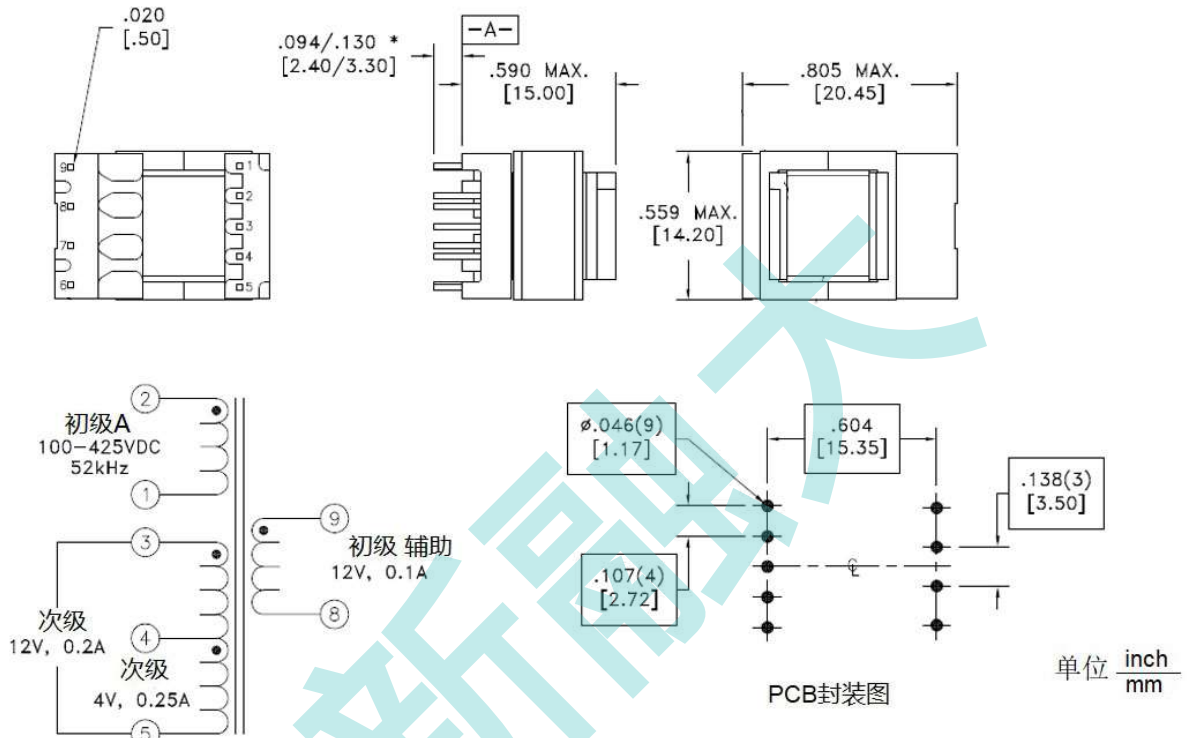 .020
[.50]
.094/.130 *
[2.40/3.30]
-A-
.590 MAX.
[15.00]
.805 MAX.
[20.45]
.559 MAX.
[14.20]
9
8
7
6
1
2
3
4
5
2
初级A
100-425VDC
52kHz
1
3
次级
12V, 0.2A
4
次级
4V, 0.25A
5
9
初级 辅助
12V, 0.1A
8
ø.046(9)
[1.17]
.604
[15.35]
.138(3)
[3.50]
.107(4)
[2.72]
℄
PCB封装图
单位 inch
mm
新融大